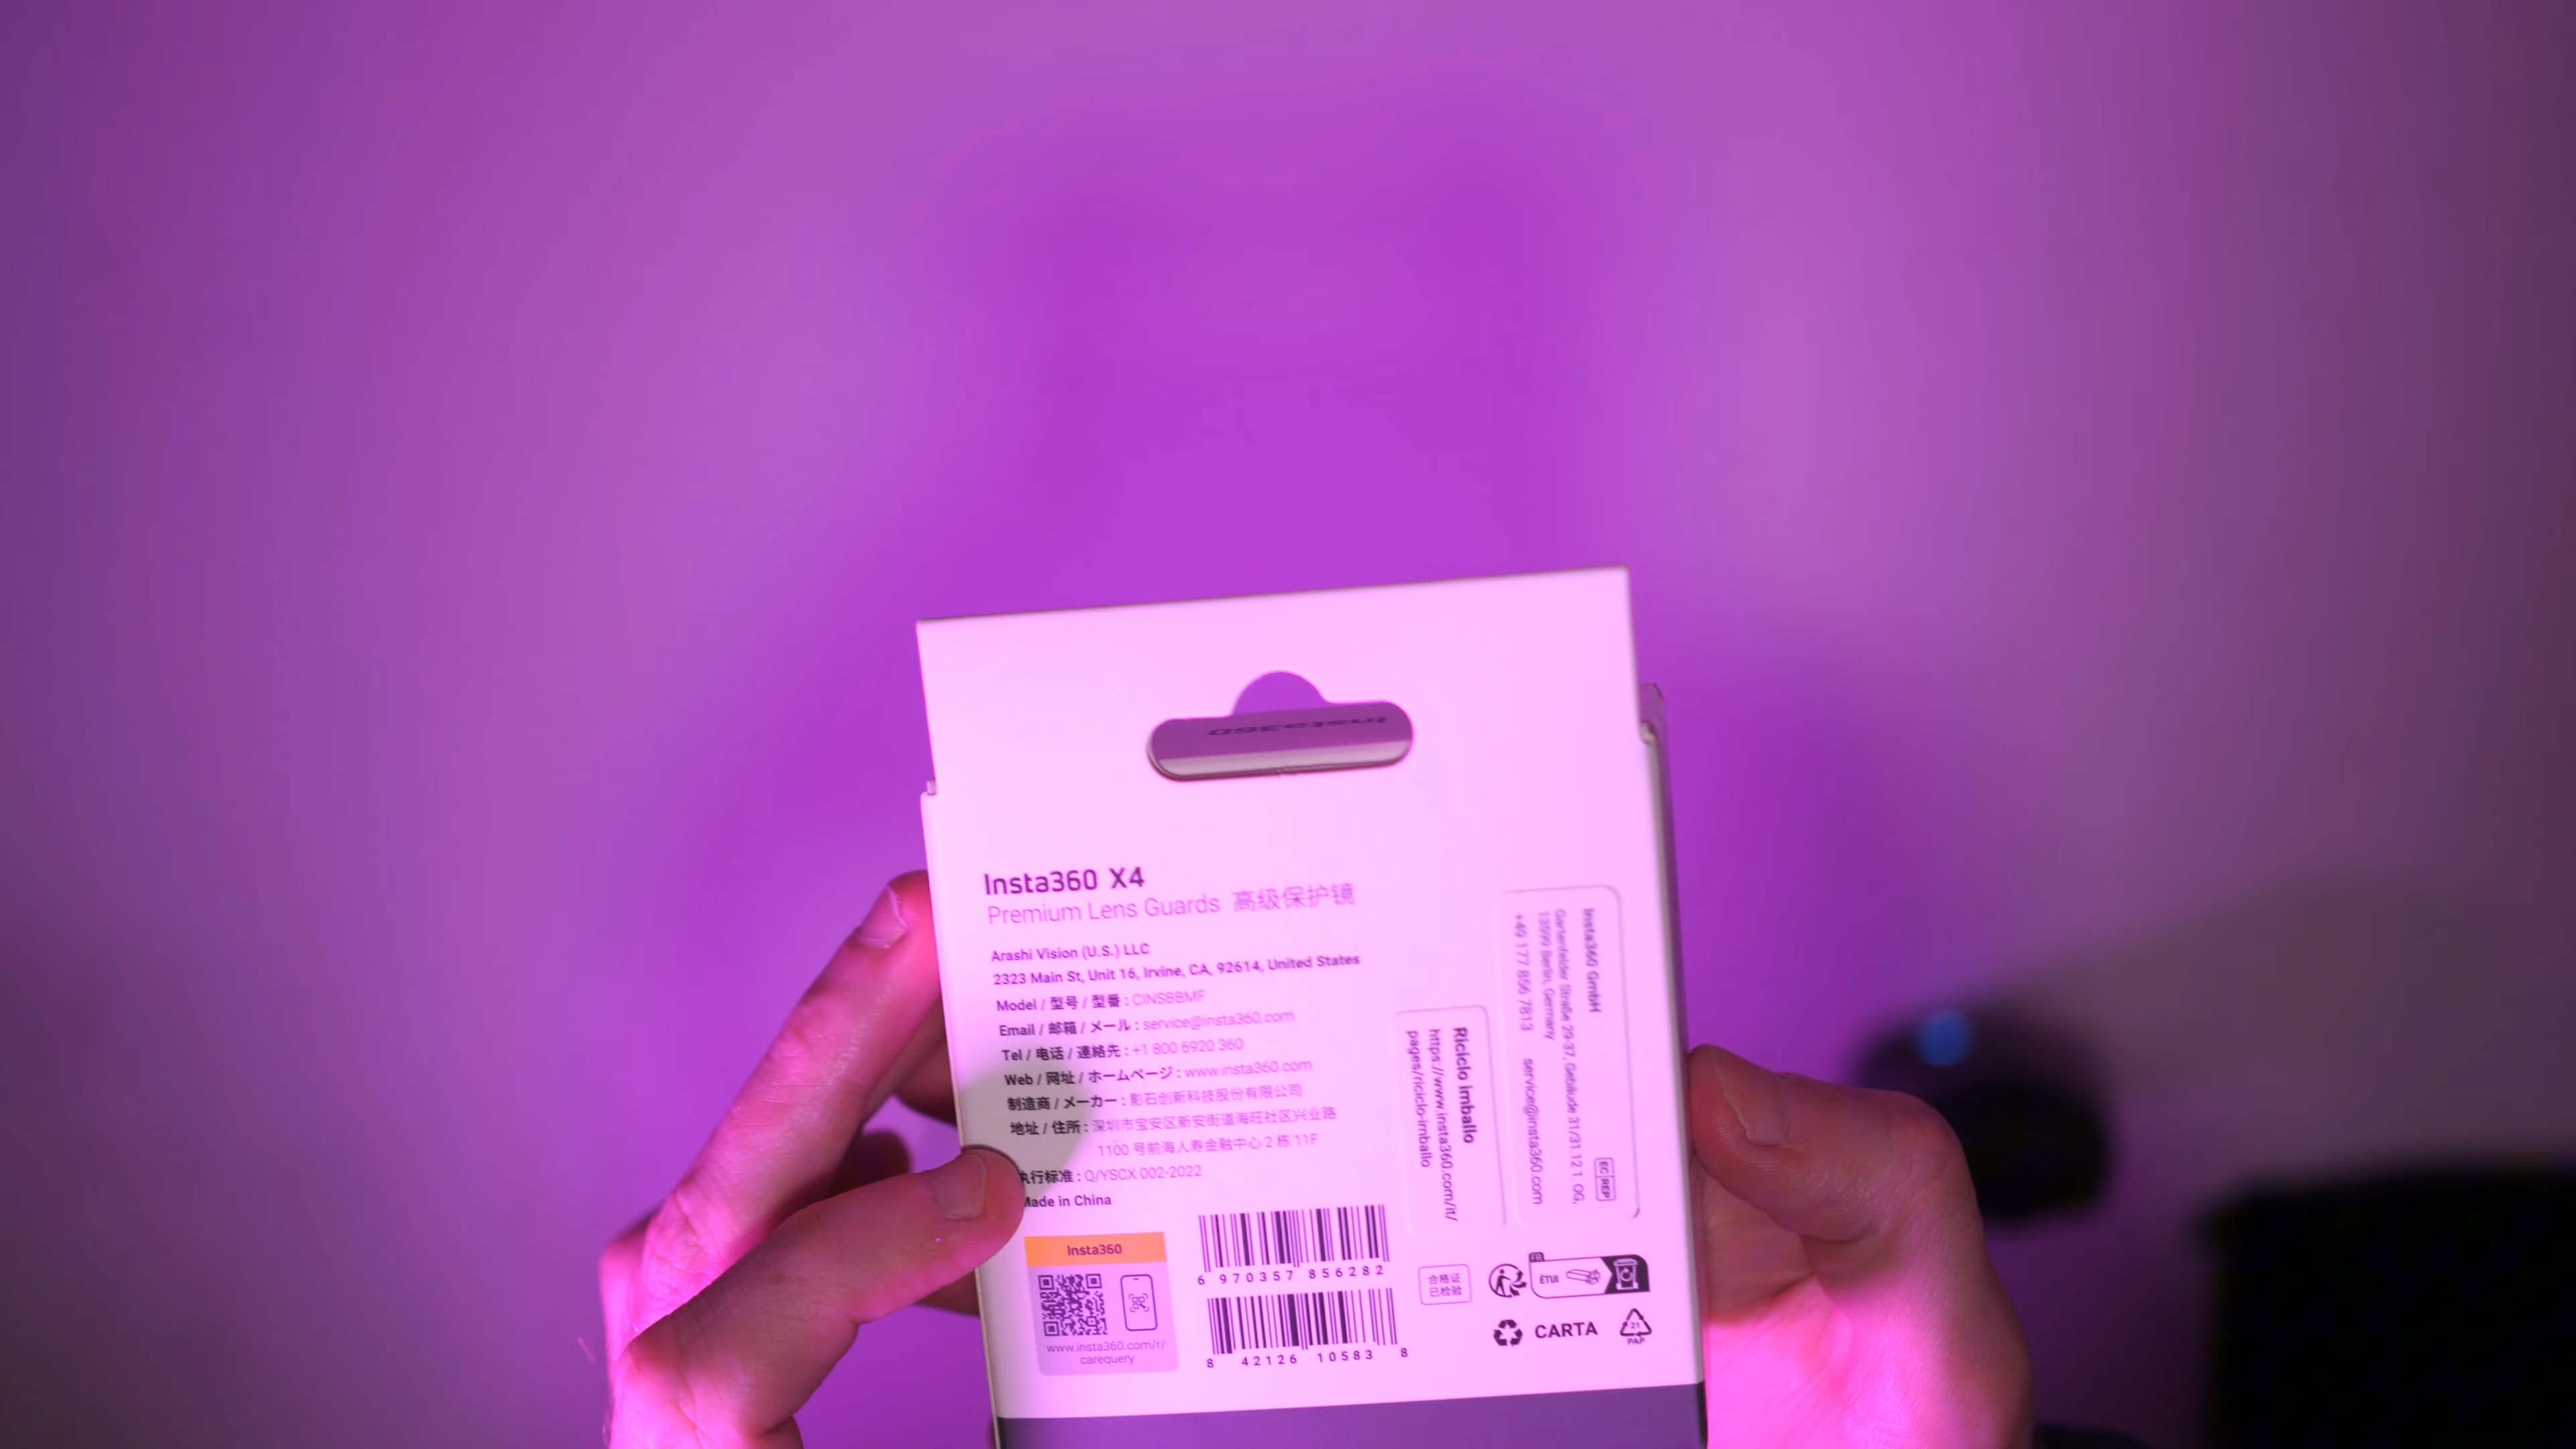 Insta360
Insta360 X4
Premium Lens Guards 高级保护镜
Arashi Vision (U.S.) LLC
2323 Main St, Unit 16, Irvine, CA, 92614, United States
Model / 型号 / 型番 : CINSBBMF
Email / 邮箱 / メール : service@insta360.com
Tel / 电话 / 連絡先 : +1 800 6920 360
Web / 网址 / ホームページ : www.insta360.com
制造商 / メーカー : 影石创新科技股份有限公司
地址 / 住所 : 深圳市宝安区新安街道海旺社区兴业路
1100 号前海人寿金融中心 2 栋 11F
执行标准 : Q/YSCX 002-2022
Made in China
Insta360
www.insta360.com/r/
carequery
6 970357 856282
8 42126 10583 8
Riciclo imballo
https://www.insta360.com/it/
pages/riciclo-imballo
Insta360 GmbH
Gartenfelder Straße 29-37, Gebäude 31/31.12 1. OG,
13599 Berlin, Germany
+49 177 856 7813 service@insta360.com
EC REP
合格证
已检验
FR
ÉTUI
CARTA
21
PAP